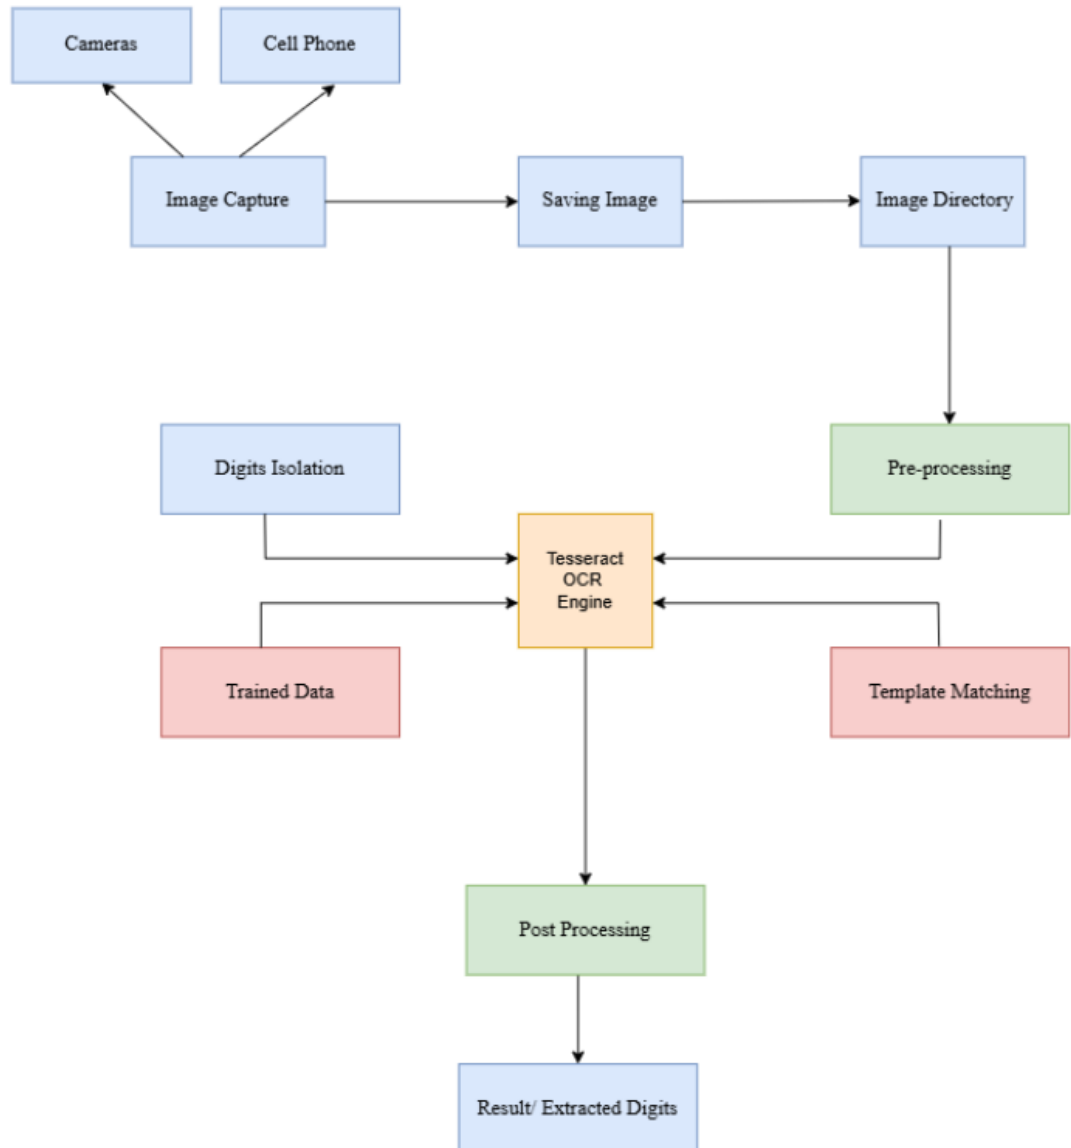 Cameras
Cell Phone
Image Capture
Saving Image
Image Directory
Digits Isolation
Pre-processing
Tesseract
OCR
Engine
Trained Data
Template Matching
Post Processing
Result/ Extracted Digits